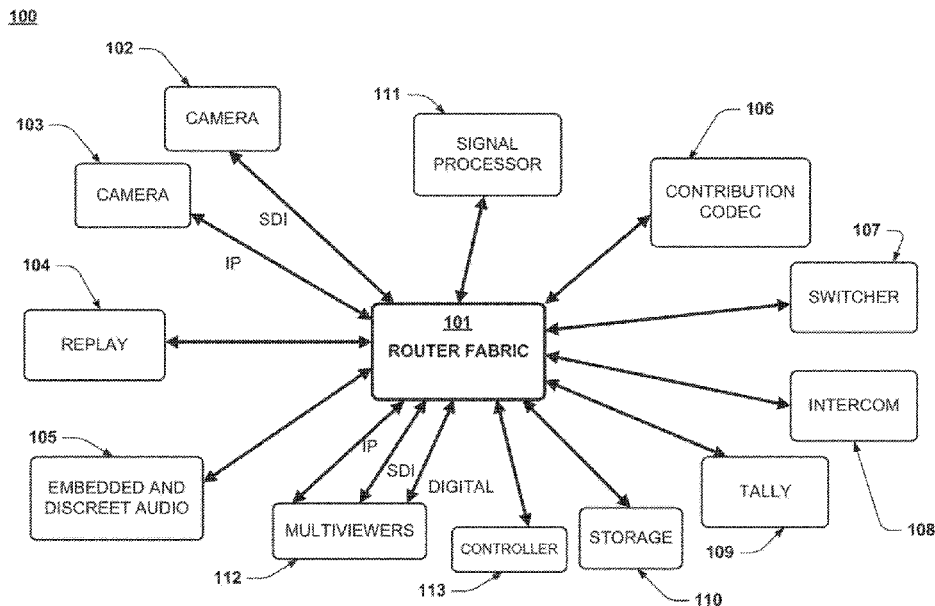 100
102
CAMERA
103
CAMERA
SDI
IP
104
REPLAY
105
EMBEDDED AND
DISCREET AUDIO
111
SIGNAL
PROCESSOR
106
CONTRIBUTION
CODEC
107
SWITCHER
101
ROUTER FABRIC
INTERCOM
108
TALLY
109
IP
SDI
DIGITAL
MULTIVIEWERS
112
CONTROLLER
113
STORAGE
110